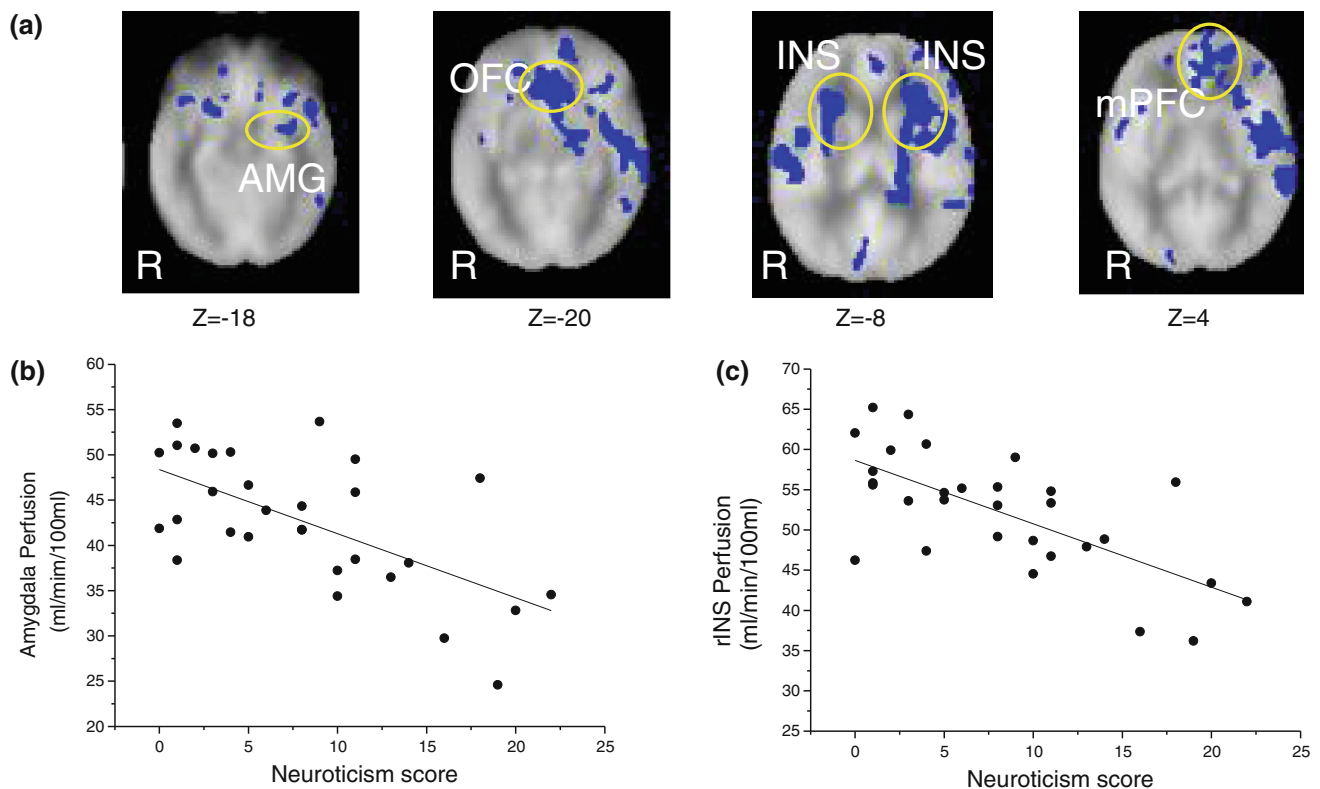 (a)
AMG
R
Z=-18
OFC
R
Z=-20
INS INS
R
Z=-8
mPFC
R
Z=4
(b)
60
55
50
45
40
35
30
25
20
Amygdala Perfusion
(ml/mim/100ml)
0 5 10 15 20 25
Neuroticism score
(c)
70
65
60
55
50
45
40
35
30
25
rINS Perfusion
(ml/min/100ml)
0 5 10 15 20 25
Neuroticism score